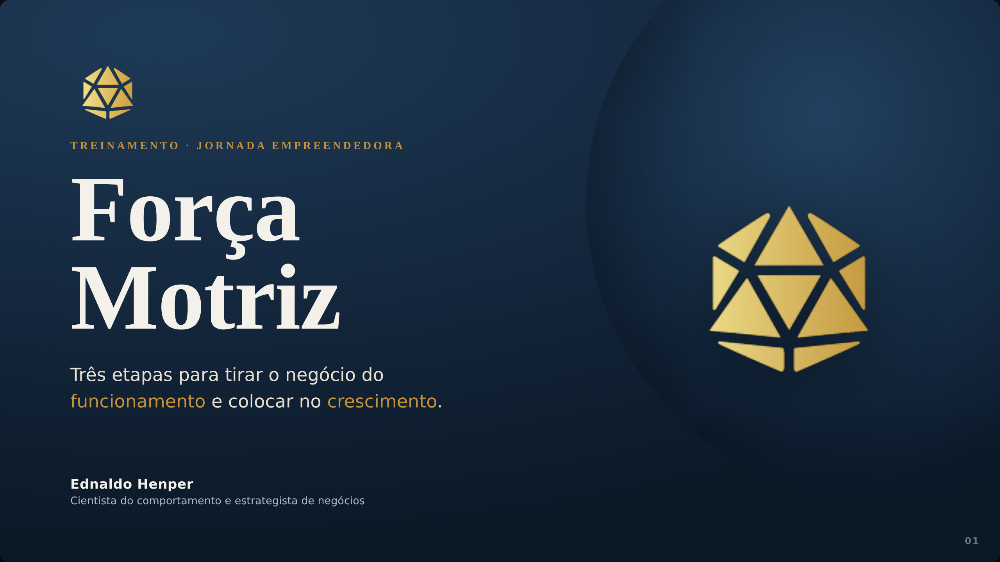 TREINAMENTO · JORNADA EMPREENDEDORA
Força
Motriz
Três etapas para tirar o negócio do
funcionamento e colocar no crescimento.
Ednaldo Henper
Cientista do comportamento e estrategista de negócios
01